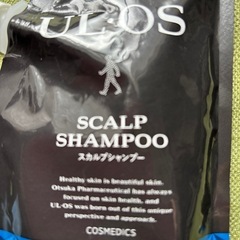 UL·OS
SCALP
SHAMPOO
スカルプシャンプー
Healthy skin is beautiful skin.
Otsuka Pharmaceutical has always
focused on skin health, and
UL·OS was born out of this unique
perspective and approach.
COSMEDICS